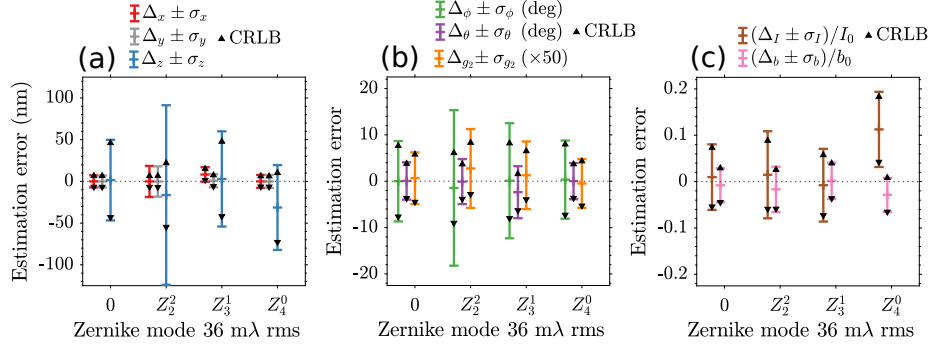 (a)
Δx ± σx
Δy ± σy
Δz ± σz
▲ CRLB
Estimation error (nm)
100
50
0
-50
-100
0
Z₂²
Z₃¹
Z₄⁰
Zernike mode 36 mλ rms
(b)
Δϕ ± σϕ (deg)
Δθ ± σθ (deg)
Δg₂ ± σg₂ (×50)
▲ CRLB
Estimation error
20
10
0
-10
-20
0
Z₂²
Z₃¹
Z₄⁰
Zernike mode 36 mλ rms
(c)
(ΔI ± σI)/I₀
(Δb ± σb)/b₀
▲ CRLB
Estimation error
0.2
0.1
0
-0.1
-0.2
0
Z₂²
Z₃¹
Z₄⁰
Zernike mode 36 mλ rms